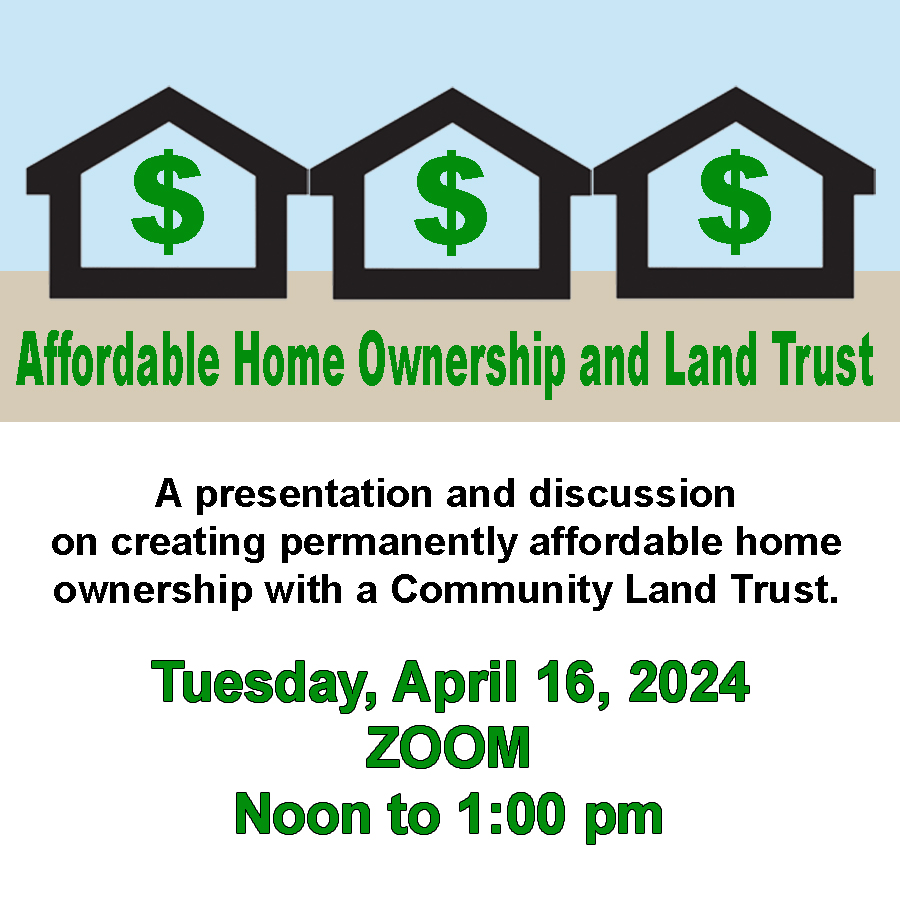 $ $ $
Affordable Home Ownership and Land Trust
A presentation and discussion
on creating permanently affordable home
ownership with a Community Land Trust.
Tuesday, April 16, 2024
ZOOM
Noon to 1:00 pm